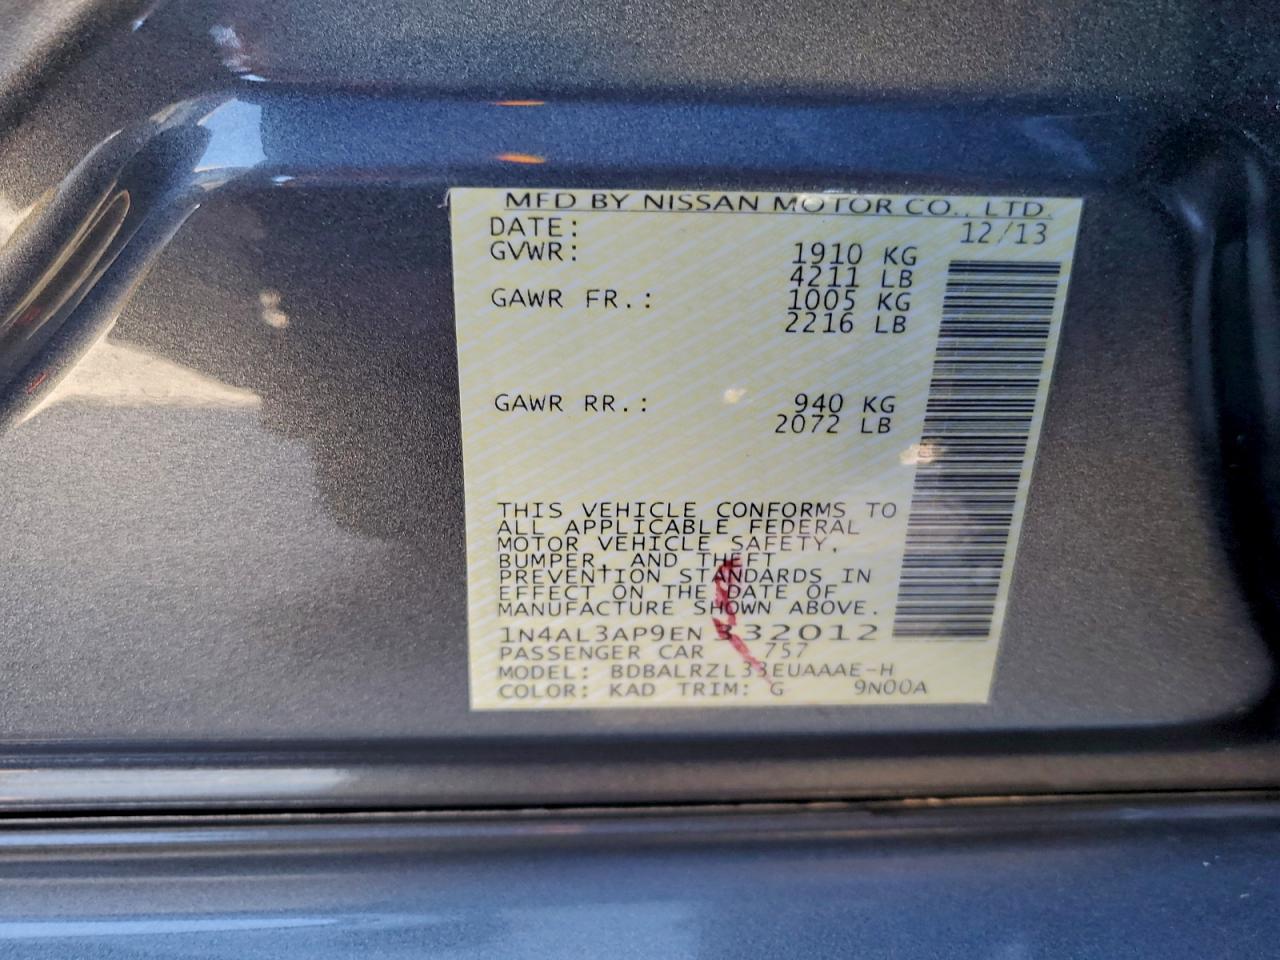 MFD BY NISSAN MOTOR CO., LTD.
DATE: 12/13
GVWR: 1910 KG
4211 LB
GAWR FR.: 1005 KG
2216 LB
GAWR RR.: 940 KG
2072 LB
THIS VEHICLE CONFORMS TO
ALL APPLICABLE FEDERAL
MOTOR VEHICLE SAFETY,
BUMPER, AND THEFT
PREVENTION STANDARDS IN
EFFECT ON THE DATE OF
MANUFACTURE SHOWN ABOVE.
1N4AL3AP9EN332012
PASSENGER CAR 757
MODEL: BDBALRZL33EUAAAE-H
COLOR: KAD TRIM: G 9N00A